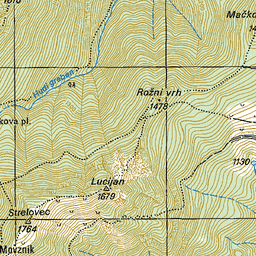 Mačko
Hudi graben
Rožni vrh
1478
kova pl.
1130
Lucijan
1679
Strelovec
1764
Movznik